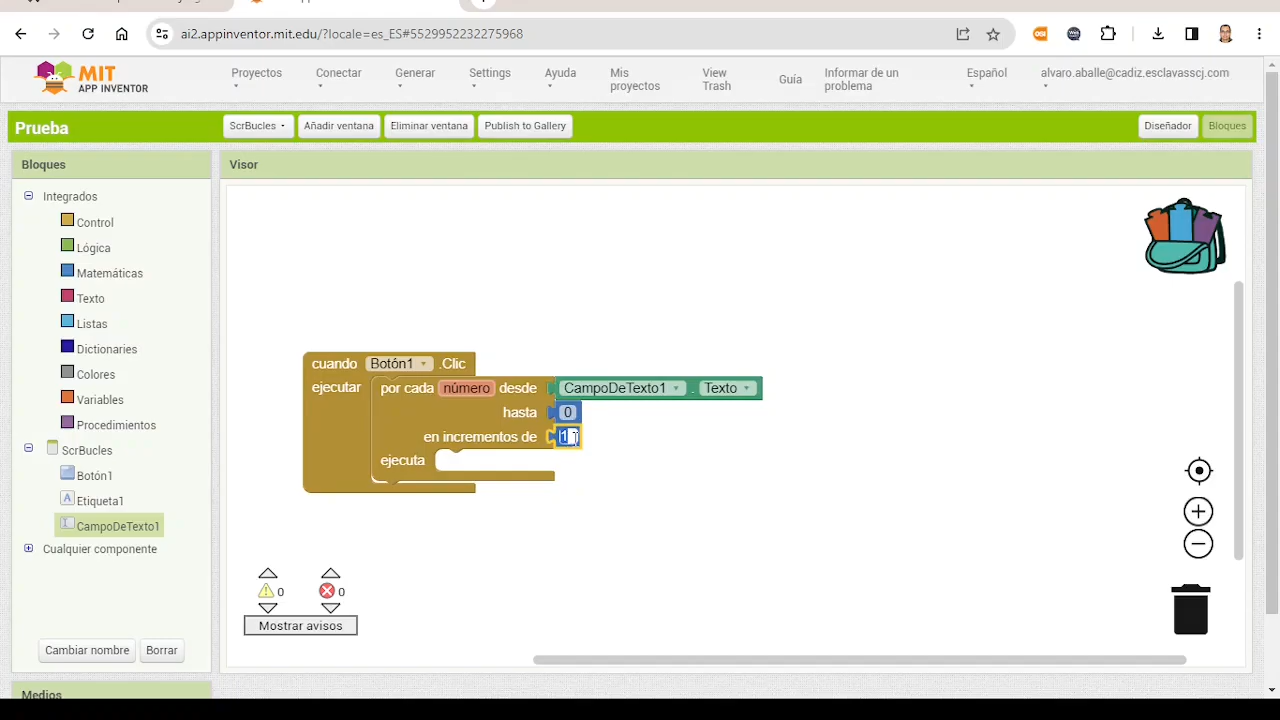 ai2.appinventor.mit.edu/?locale=es_ES#5529952232275968
MIT
APP INVENTOR
Proyectos
Conectar
Generar
Settings
Ayuda
Mis
proyectos
View
Trash
Guía
Informar de un
problema
Español
alvaro.aballe@cadiz.esclavasscj.com
Prueba
ScrBucles
Añadir ventana
Eliminar ventana
Publish to Gallery
Diseñador
Bloques
Bloques
Visor
Integrados
Control
Lógica
Matemáticas
Texto
Listas
Dictionaries
Colores
Variables
Procedimientos
ScrBucles
Botón1
Etiqueta1
CampoDeTexto1
Cualquier componente
Cambiar nombre
Borrar
Medios
cuando Botón1 .Clic
ejecutar por cada número desde CampoDeTexto1 . Texto
hasta 0
en incrementos de 1
ejecuta
0
0
Mostrar avisos